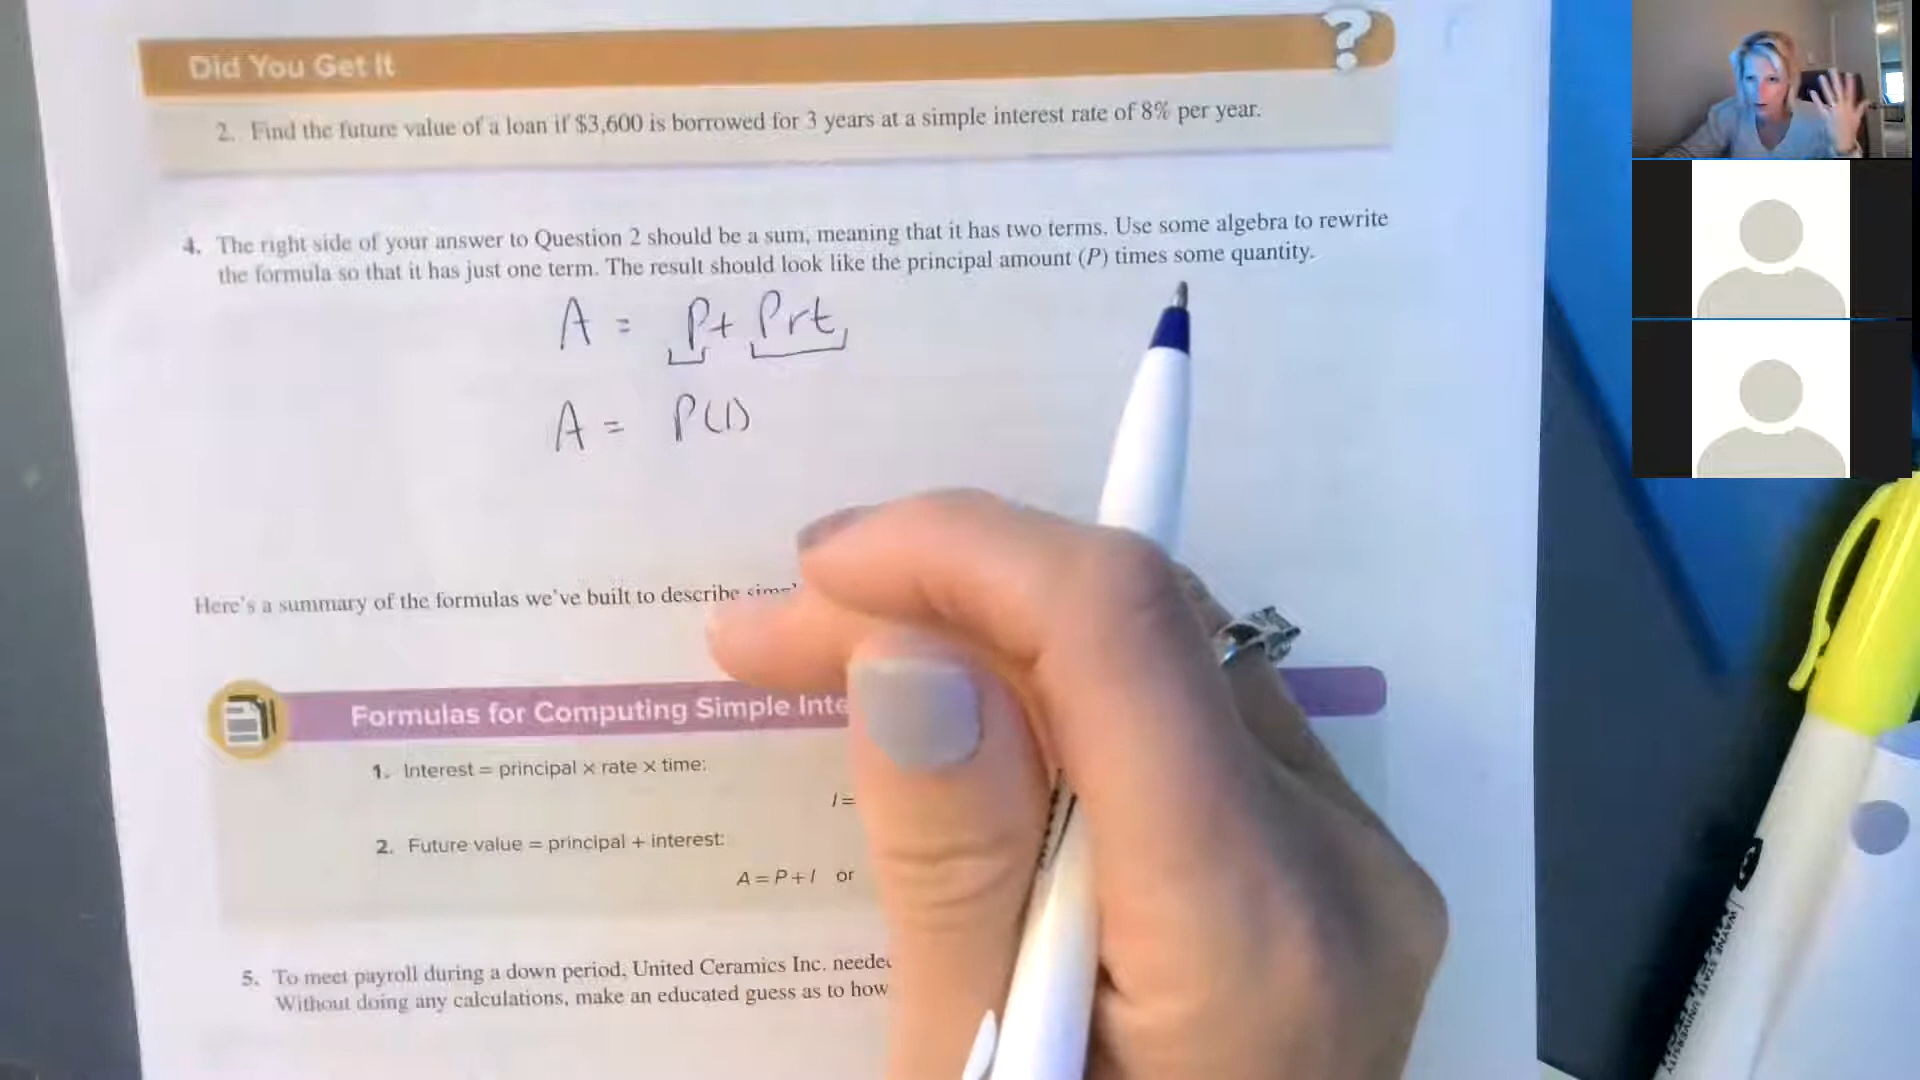 Did You Get It
?
2. Find the future value of a loan if $3,600 is borrowed for 3 years at a simple interest rate of 8% per year.
4. The right side of your answer to Question 2 should be a sum, meaning that it has two terms. Use some algebra to rewrite
the formula so that it has just one term. The result should look like the principal amount (P) times some quantity.
A = P + Prt
A = P(1)
Here's a summary of the formulas we've built to describe
Formulas for Computing Simple
1. Interest = principal × rate × time:
I =
2. Future value = principal + interest:
A = P + I or
5. To meet payroll during a down period, United Ceramics Inc.
Without doing any calculations, make an educated guess as to how
WAYNE STATE UNIVERSITY